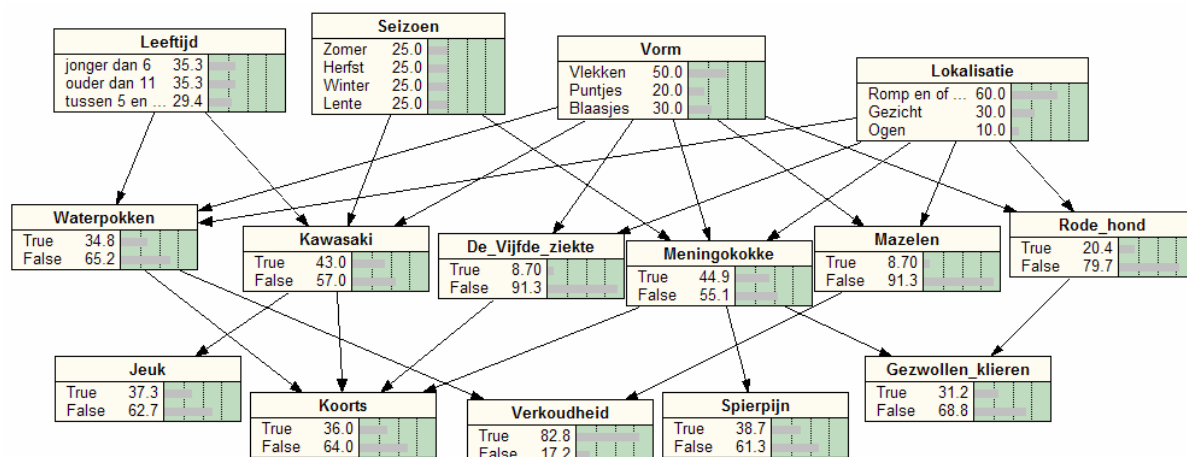 Leeftijd
jonger dan 6 35.3
ouder dan 11 35.3
tussen 5 en ... 29.4
Seizoen
Zomer 25.0
Herfst 25.0
Winter 25.0
Lente 25.0
Vorm
Vlekken 50.0
Puntjes 20.0
Blaasjes 30.0
Lokalisatie
Romp en of ... 60.0
Gezicht 30.0
Ogen 10.0
Waterpokken
True 34.8
False 65.2
Kawasaki
True 43.0
False 57.0
De_Vijfde_ziekte
True 8.70
False 91.3
Meningokokke
True 44.9
False 55.1
Mazelen
True 8.70
False 91.3
Rode_hond
True 20.4
False 79.7
Jeuk
True 37.3
False 62.7
Koorts
True 36.0
False 64.0
Verkoudheid
True 82.8
False 17.2
Spierpijn
True 38.7
False 61.3
Gezwollen_klieren
True 31.2
False 68.8